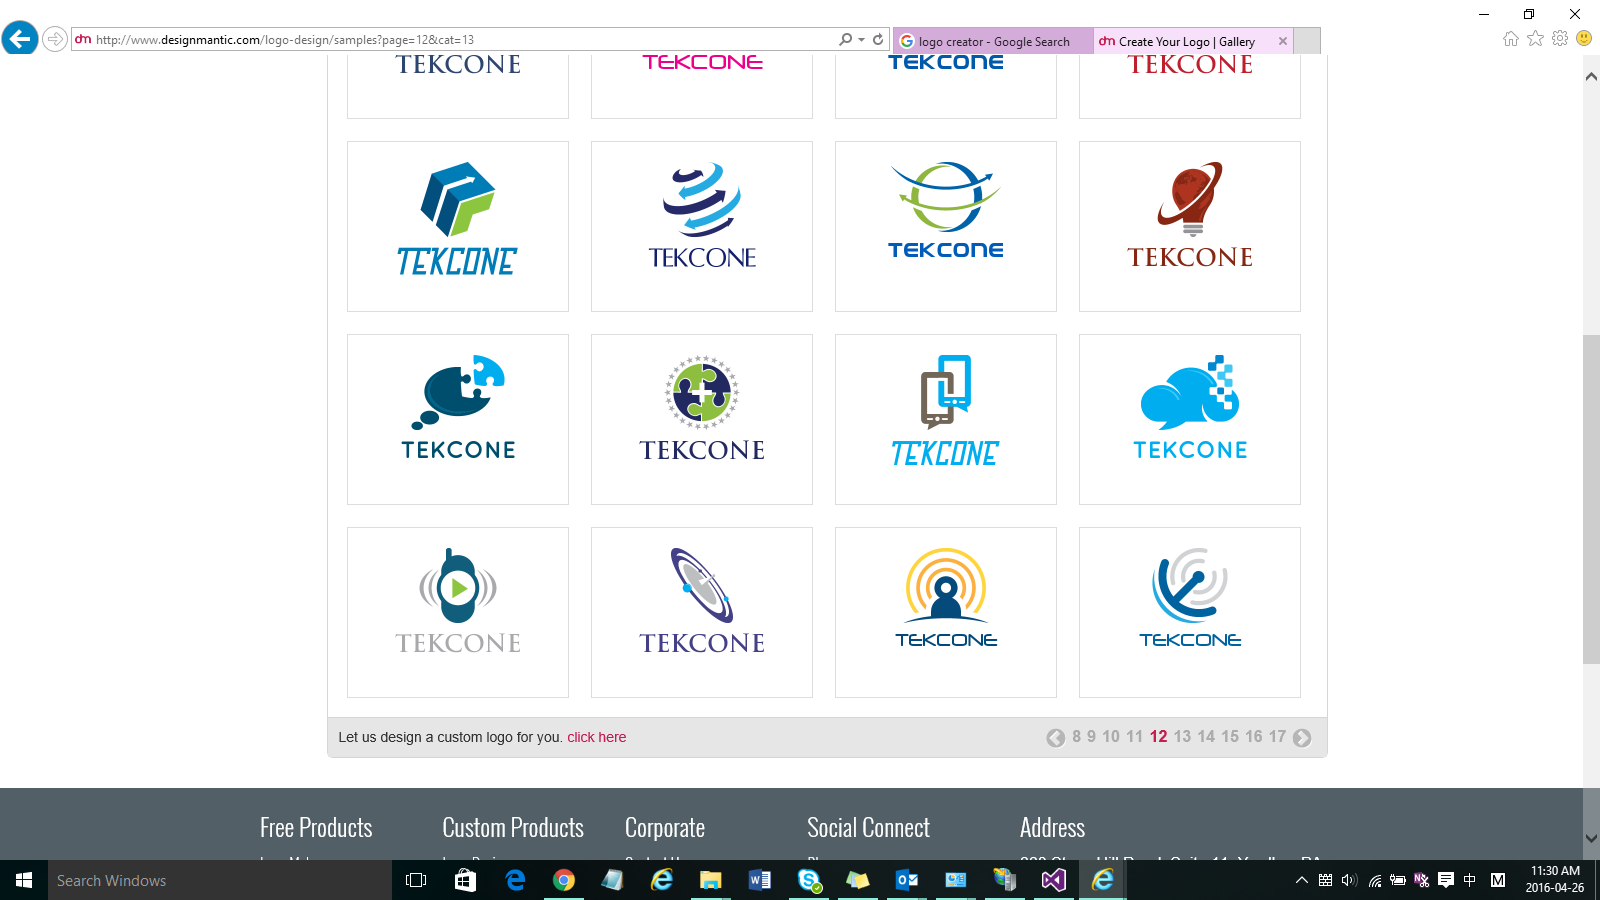 http://www.designmantic.com/logo-design/samples?page=12&cat=13
logo creator - Google Search
Create Your Logo | Gallery
TEKCONE TEKCONE TEKCONE TEKCONE
TEKCONE TEKCONE TEKCONE TEKCONE
TEKCONE TEKCONE TEKCONE TEKCONE
TEKCONE TEKCONE TEKCONE TEKCONE
Let us design a custom logo for you. click here
8 9 10 11 12 13 14 15 16 17
Free Products Custom Products Corporate Social Connect Address
Search Windows
中
M
11:30 AM
2016-04-26